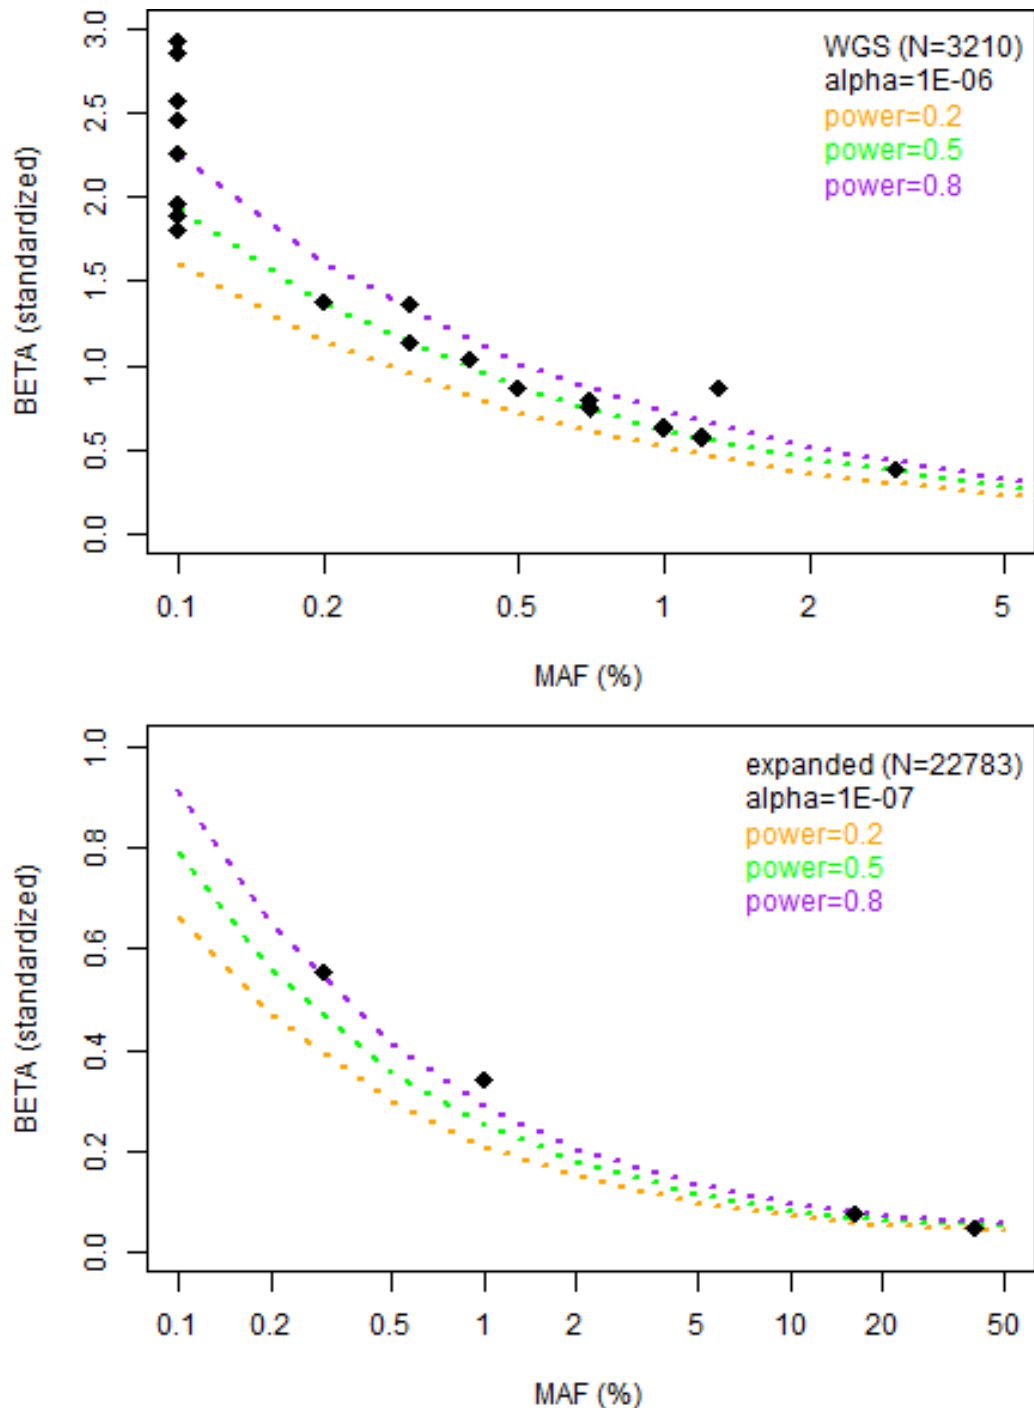 WGS (N=3210)
alpha=1E-06
power=0.2
power=0.5
power=0.8
BETA (standardized)
3.0
2.5
2.0
1.5
1.0
0.5
0.0
0.1 0.2 0.5 1 2 5
MAF (%)
expanded (N=22783)
alpha=1E-07
power=0.2
power=0.5
power=0.8
BETA (standardized)
1.0
0.8
0.6
0.4
0.2
0.0
0.1 0.2 0.5 1 2 5 10 20 50
MAF (%)